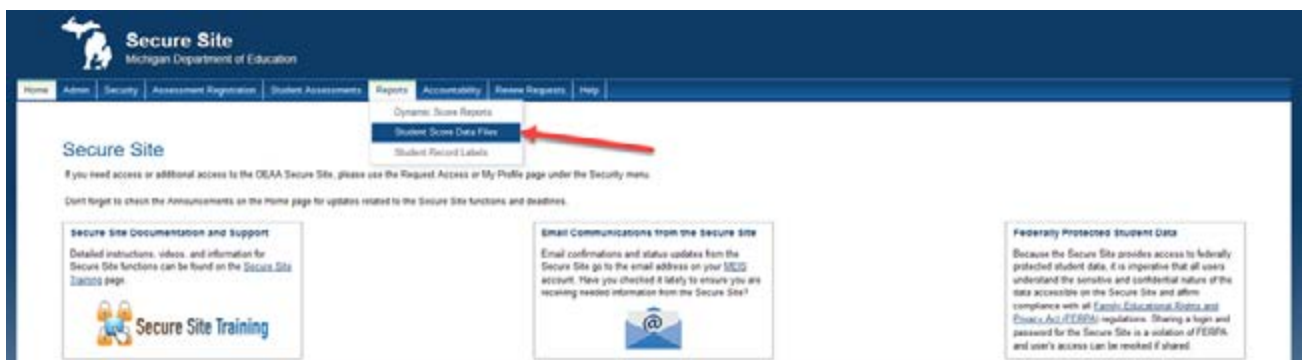 Secure Site
Michigan Department of Education
Home Admin Security Assessment Registration Student Assessments Reports Accountability Review Requests Help
Dynamic Score Reports
Student Score Data Files
Student Record Labels
Secure Site
If you need access or additional access to the OEAA Secure Site, please use the Request Access or My Profile page under the Security menu.
Don't forget to check the Announcements on the Home page for updates related to the Secure Site functions and deadlines.
Secure Site Documentation and Support
Detailed instructions, videos, and information for
Secure Site functions can be found on the Secure Site
Training page.
Secure Site Training
Email Communications from the Secure Site
Email confirmations and status updates from the
Secure Site go to the email address on your MEIS
account. Have you checked it lately to ensure you are
receiving needed information from the Secure Site?
@
Federally Protected Student Data
Because the Secure Site provides access to federally
protected student data, it is imperative that all users
understand the sensitive and confidential nature of the
data accessible on the Secure Site and affirm
compliance with all Family Educational Rights and
Privacy Act (FERPA) regulations. Sharing a login and
password for the Secure Site is a violation of FERPA
and user's access can be revoked if shared.